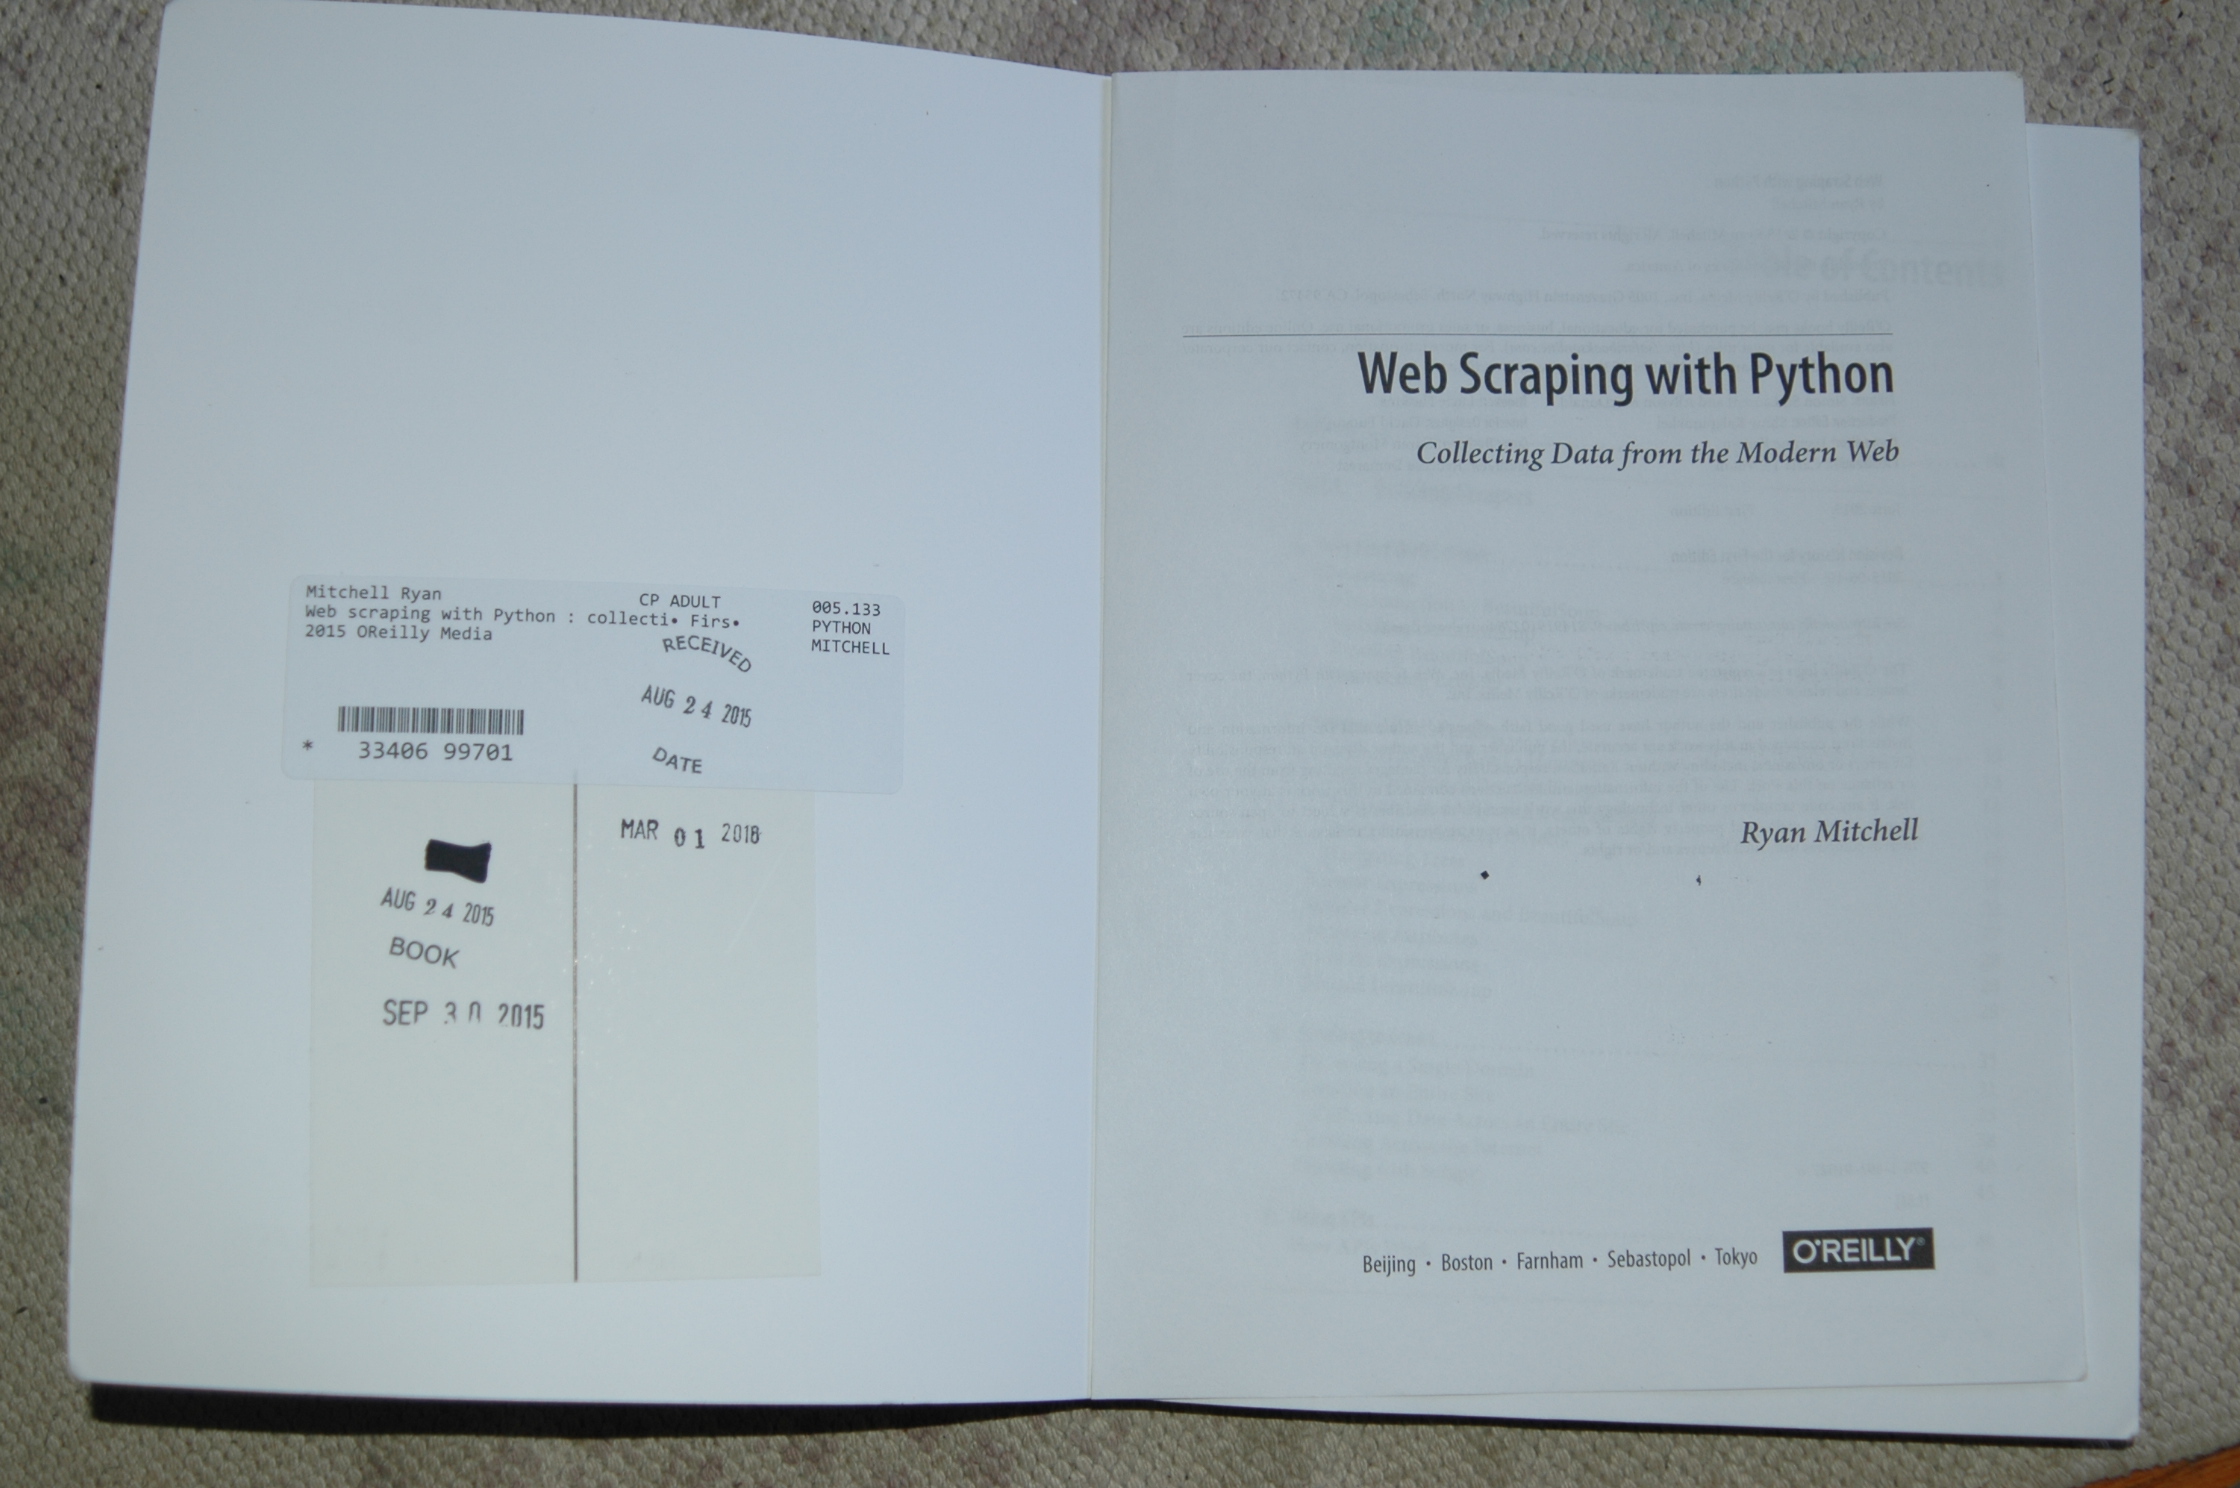 Mitchell Ryan
Web scraping with Python : collecti• Firs•
2015 OReilly Media
CP ADULT
005.133
PYTHON
MITCHELL
RECEIVED
AUG 24 2015
DATE
* 33406 99701
MAR 01 2016
AUG 24 2015
BOOK
SEP 30 2015
Web Scraping with Python
Collecting Data from the Modern Web
Ryan Mitchell
Beijing • Boston • Farnham • Sebastopol • Tokyo
O'REILLY®